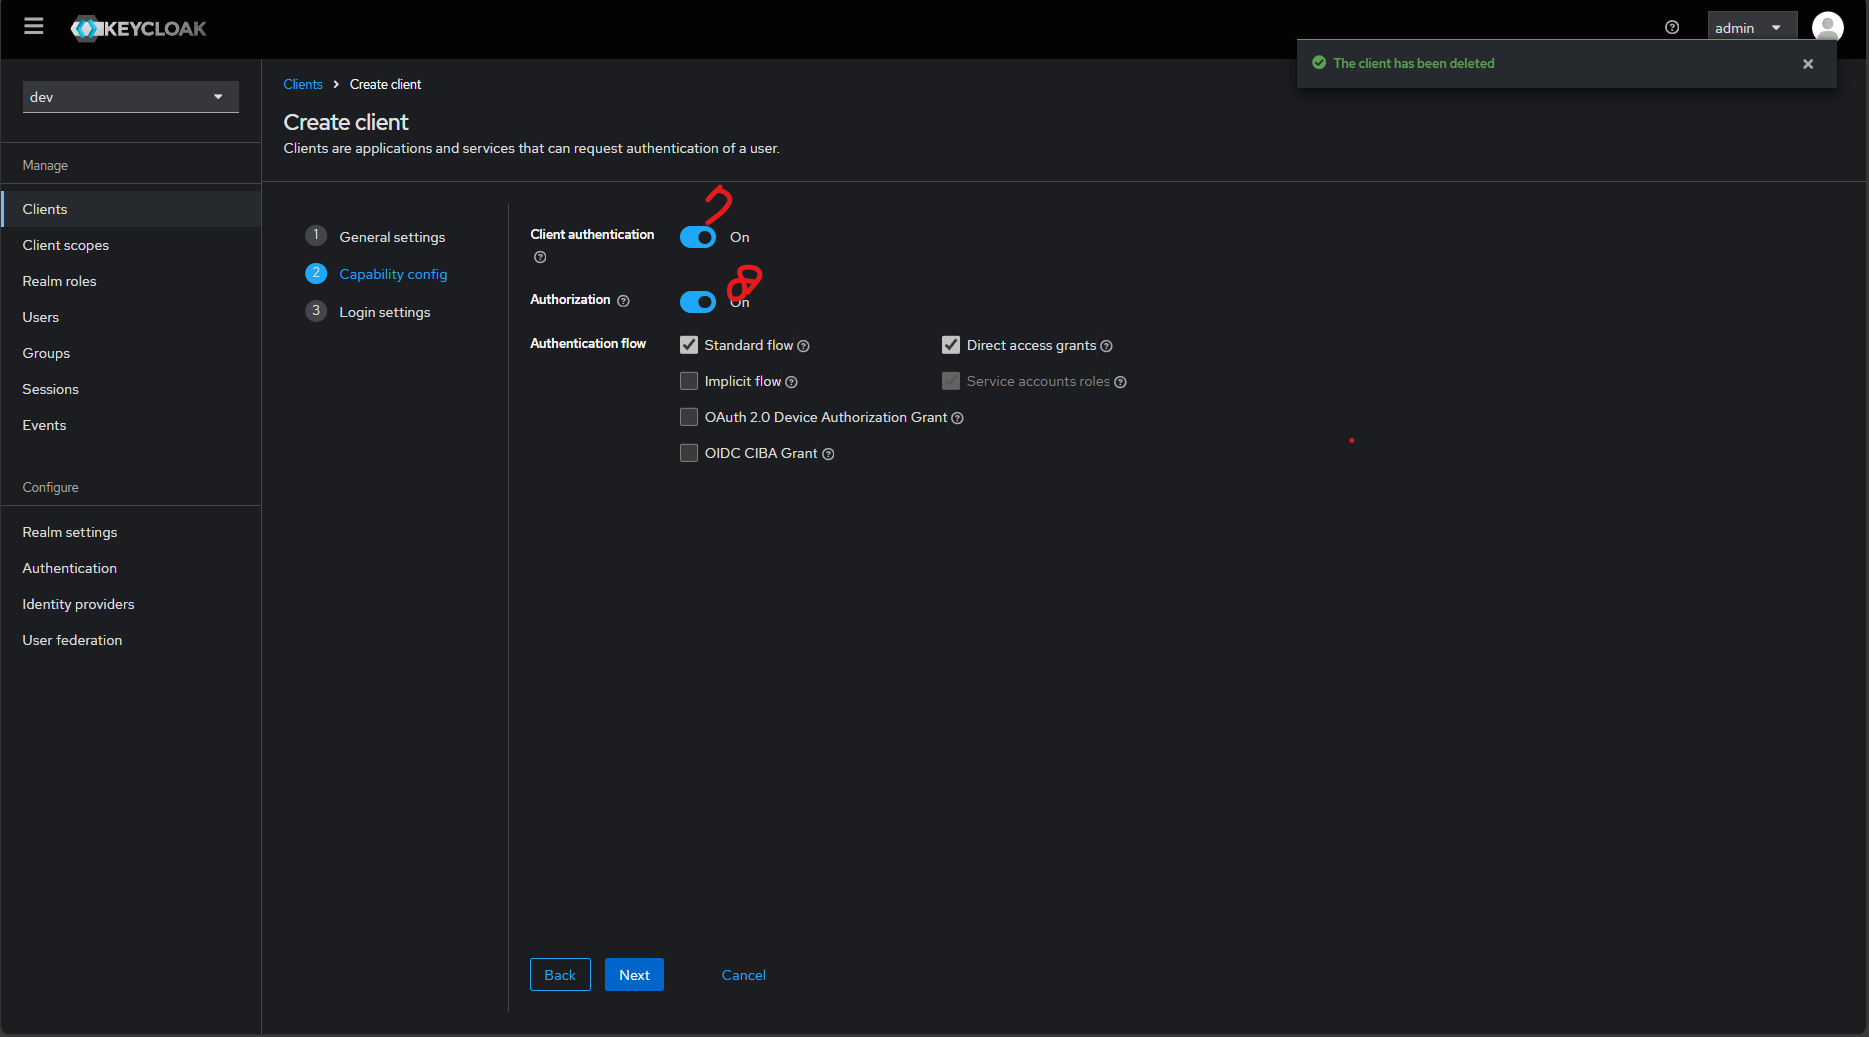 KEYCLOAK
admin
The client has been deleted
dev
Manage
Clients
Client scopes
Realm roles
Users
Groups
Sessions
Events
Configure
Realm settings
Authentication
Identity providers
User federation
Clients > Create client
Create client
Clients are applications and services that can request authentication of a user.
1 General settings
2 Capability config
3 Login settings
7
Client authentication On
8
Authorization On
Authentication flow
Standard flow
Direct access grants
Implicit flow
Service accounts roles
OAuth 2.0 Device Authorization Grant
OIDC CIBA Grant
Back Next Cancel